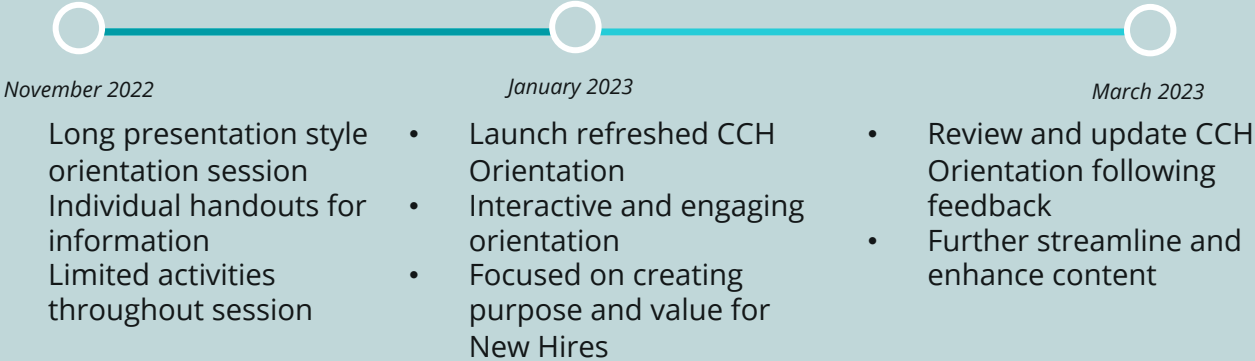 November 2022
Long presentation style
orientation session
Individual handouts for
information
Limited activities
throughout session
January 2023
• Launch refreshed CCH
Orientation
• Interactive and engaging
orientation
• Focused on creating
purpose and value for
New Hires
March 2023
• Review and update CCH
Orientation following
feedback
• Further streamline and
enhance content